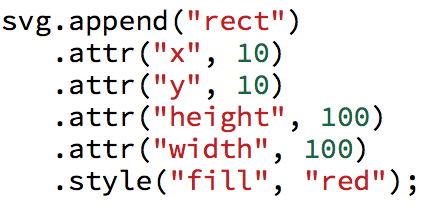 svg.append("rect")
   .attr("x", 10)
   .attr("y", 10)
   .attr("height", 100)
   .attr("width", 100)
   .style("fill", "red");